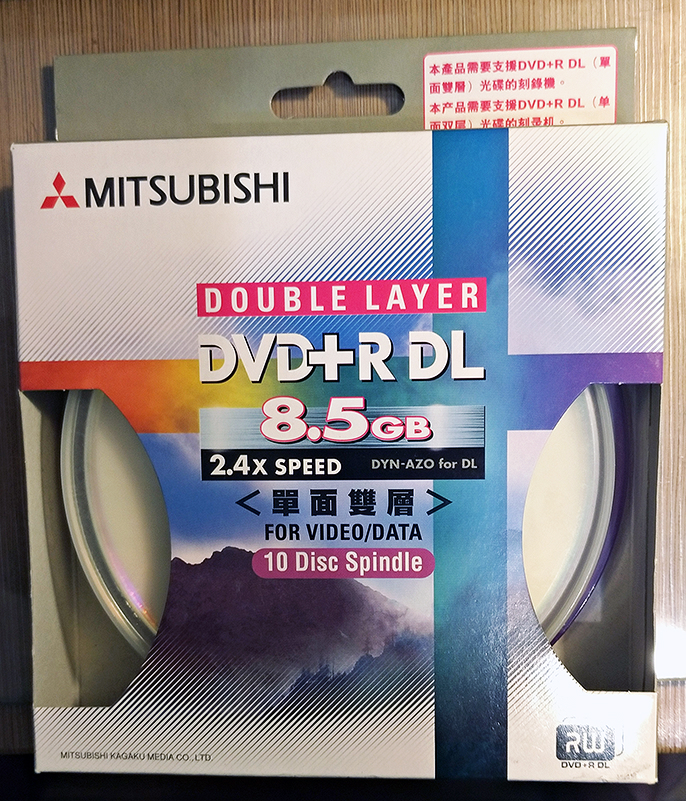 本產品需要支援DVD+R DL（單
面雙層）光碟的刻錄機。
本产品需要支援DVD+R DL（单
面双层）光碟的刻录机。
MITSUBISHI
DOUBLE LAYER
DVD+R DL
8.5GB
2.4X SPEED DYN-AZO for DL
<單面雙層>
FOR VIDEO/DATA
10 Disc Spindle
MITSUBISHI KAGAKU MEDIA CO., LTD.
RW
DVD+R DL